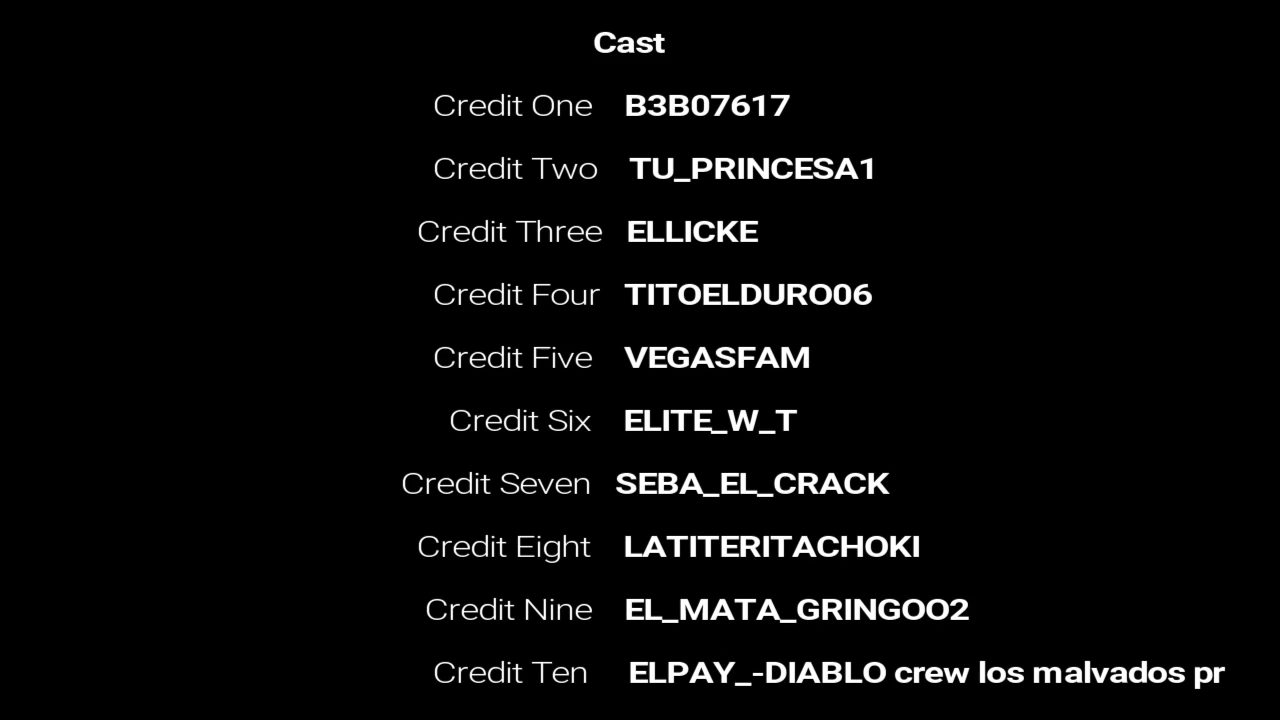 Cast
Credit One B3B07617
Credit Two TU_PRINCESA1
Credit Three ELLICKE
Credit Four TITOELDURO06
Credit Five VEGASFAM
Credit Six ELITE_W_T
Credit Seven SEBA_EL_CRACK
Credit Eight LATITERITACHOKI
Credit Nine EL_MATA_GRINGOO2
Credit Ten ELPAY_-DIABLO crew los malvados pr